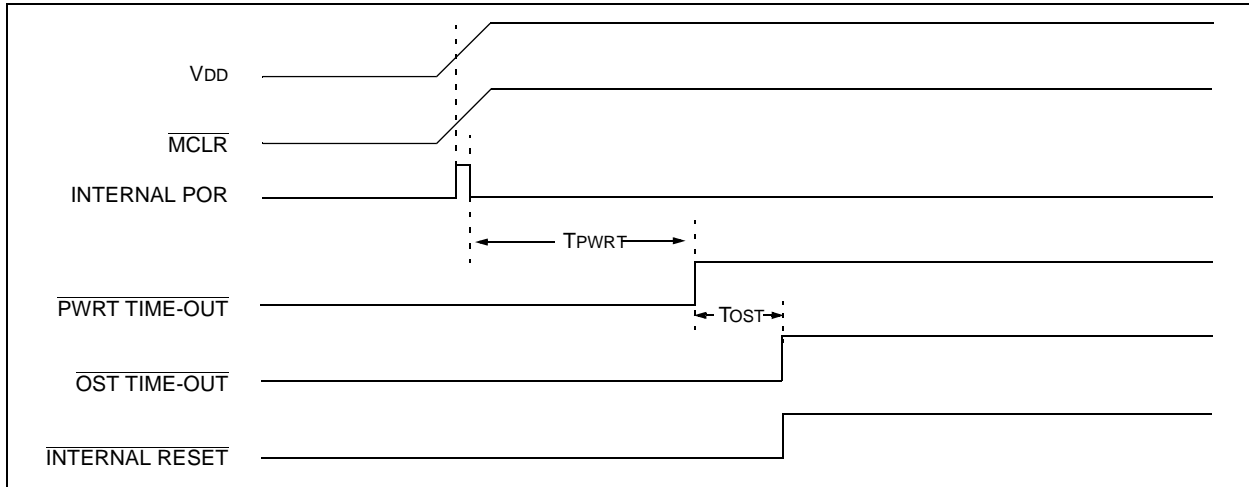 VDD
MCLR
INTERNAL POR
TPWRT
PWRT TIME-OUT
TOST
OST TIME-OUT
INTERNAL RESET